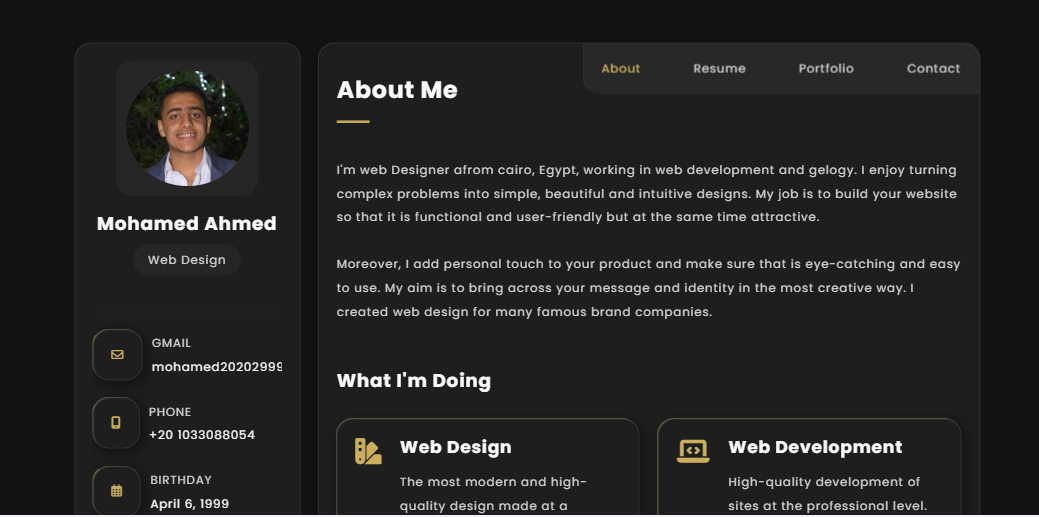 Mohamed Ahmed
Web Design
GMAIL
mohamed20202999
PHONE
+20 1033088054
BIRTHDAY
April 6, 1999
About Resume Portfolio Contact
About Me
I'm web Designer afrom cairo, Egypt, working in web development and gelogy. I enjoy turning
complex problems into simple, beautiful and intuitive designs. My job is to build your website
so that it is functional and user-friendly but at the same time attractive.
Moreover, I add personal touch to your product and make sure that is eye-catching and easy
to use. My aim is to bring across your message and identity in the most creative way. I
created web design for many famous brand companies.
What I'm Doing
Web Design
The most modern and high-
quality design made at a
Web Development
High-quality development of
sites at the professional level.